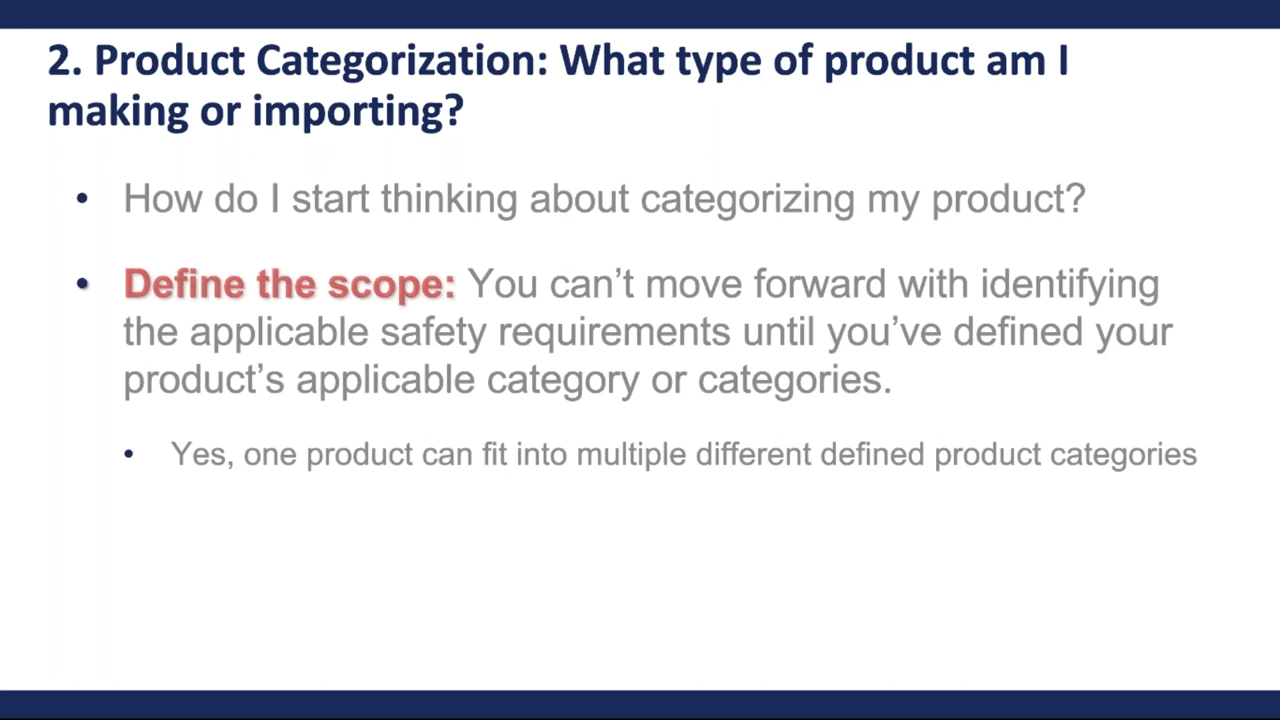 2. Product Categorization: What type of product am I
making or importing?
• How do I start thinking about categorizing my product?
• Define the scope: You can’t move forward with identifying
the applicable safety requirements until you’ve defined your
product’s applicable category or categories.
• Yes, one product can fit into multiple different defined product categories